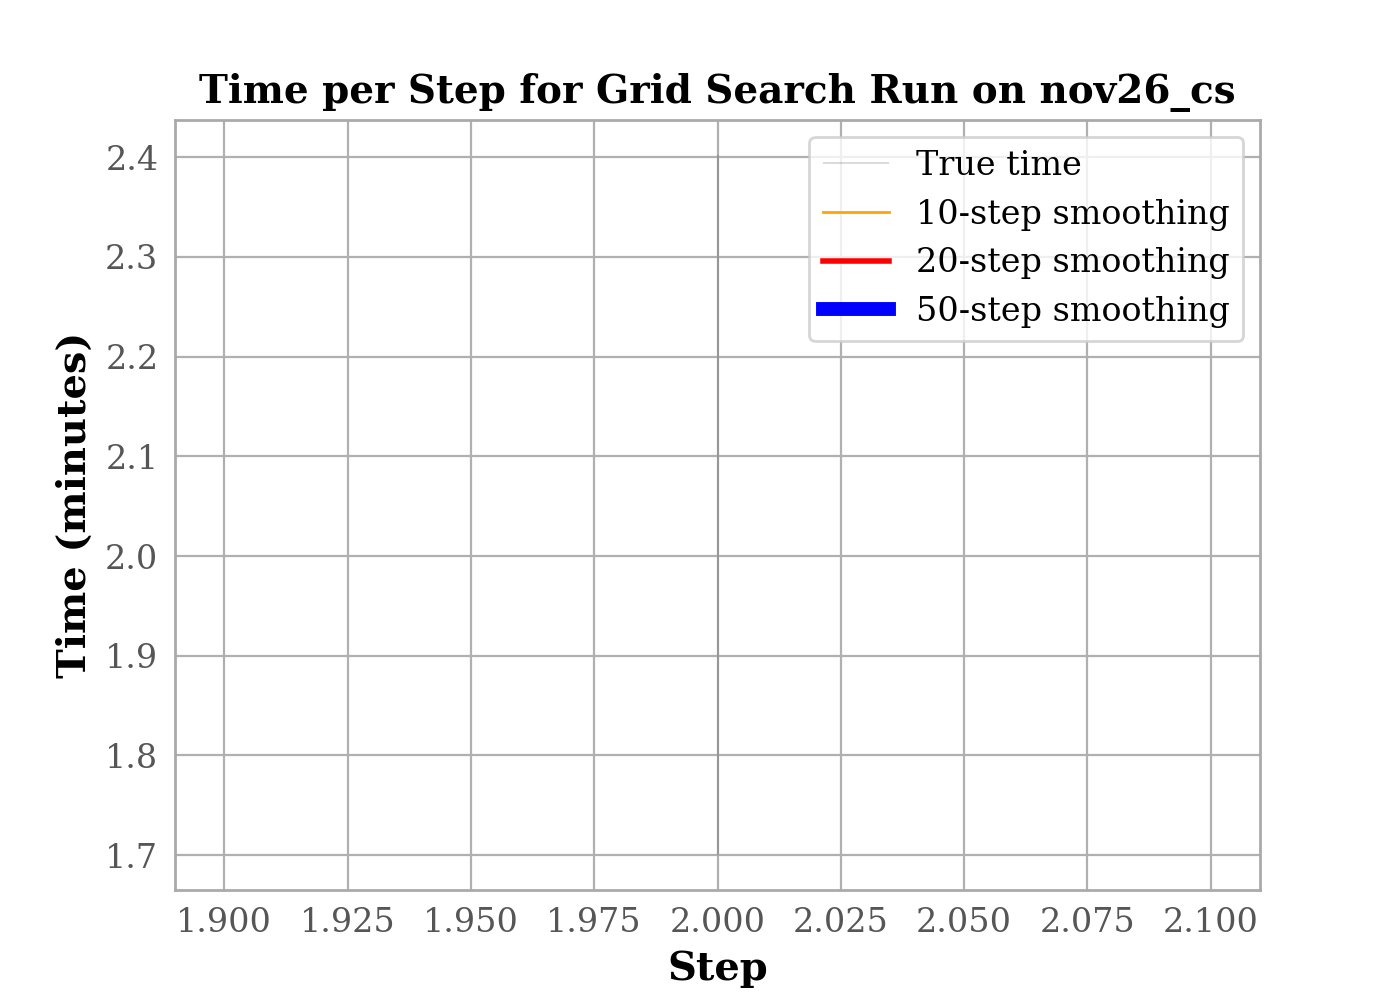 Time per Step for Grid Search Run on nov26_cs
True time
10-step smoothing
20-step smoothing
50-step smoothing
2.4
2.3
2.2
2.1
2.0
1.9
1.8
1.7
Time (minutes)
1.900 1.925 1.950 1.975 2.000 2.025 2.050 2.075 2.100
Step